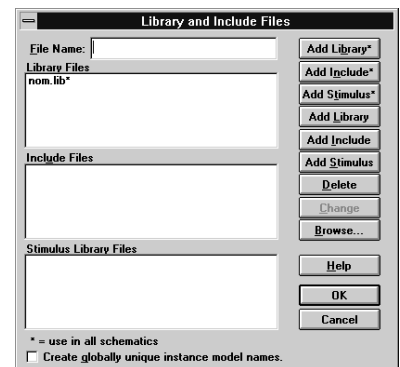 Library and Include Files
File Name:
Library Files
nom.lib*
Include Files
Stimulus Library Files
* = use in all schematics
Create globally unique instance model names.
Add Library*
Add Include*
Add Stimulus*
Add Library
Add Include
Add Stimulus
Delete
Change
Browse...
Help
OK
Cancel